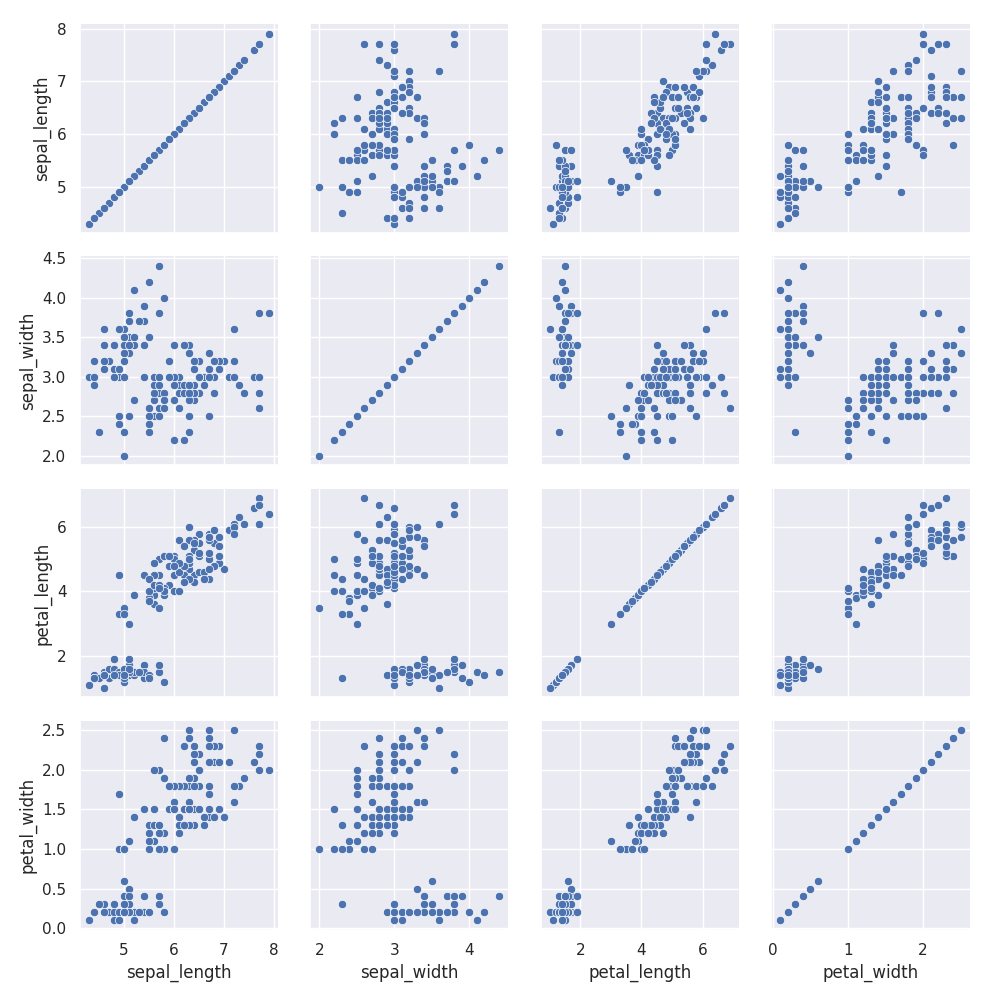 8
7
6
5
sepal_length
4.5
4.0
3.5
3.0
2.5
2.0
sepal_width
6
4
2
petal_length
2.5
2.0
1.5
1.0
0.5
0.0
petal_width
5 6 7 8
2 3 4
2 4 6
0 1 2
sepal_length
sepal_width
petal_length
petal_width